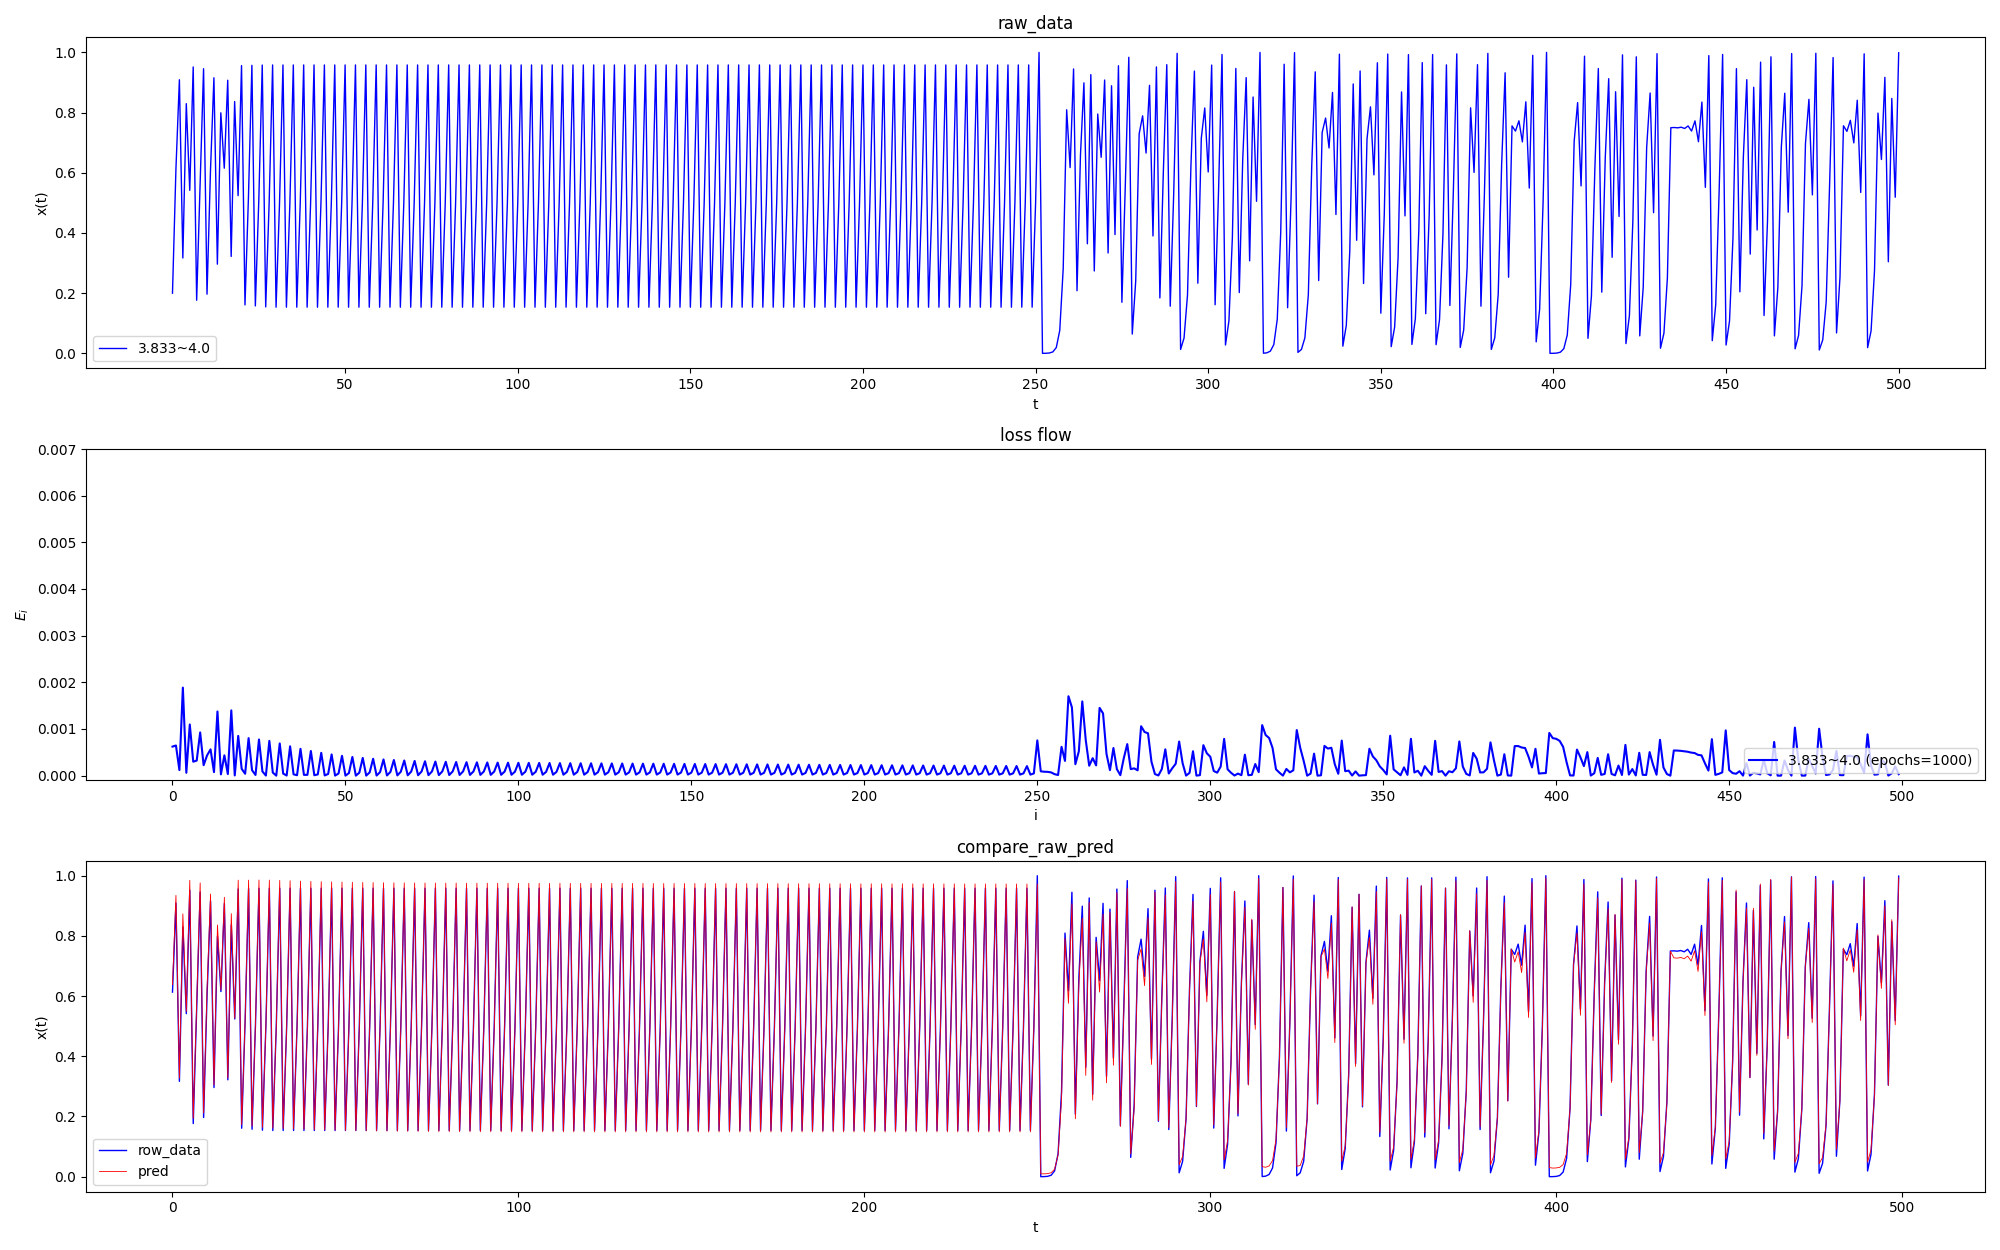 raw_data
1.0
0.8
0.6
0.4
0.2
0.0
x(t)
3.833~4.0
50 100 150 200 250 300 350 400 450 500
t
loss flow
0.007
0.006
0.005
0.004
0.003
0.002
0.001
0.000
E_i
3.833~4.0 (epochs=1000)
0 50 100 150 200 250 300 350 400 450 500
i
compare_raw_pred
1.0
0.8
0.6
0.4
0.2
0.0
x(t)
row_data
pred
0 100 200 300 400 500
t